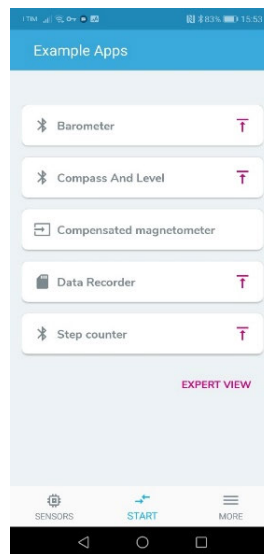 I TIM 83% 15:53
Example Apps
Barometer
Compass And Level
Compensated magnetometer
Data Recorder
Step counter
EXPERT VIEW
SENSORS START MORE